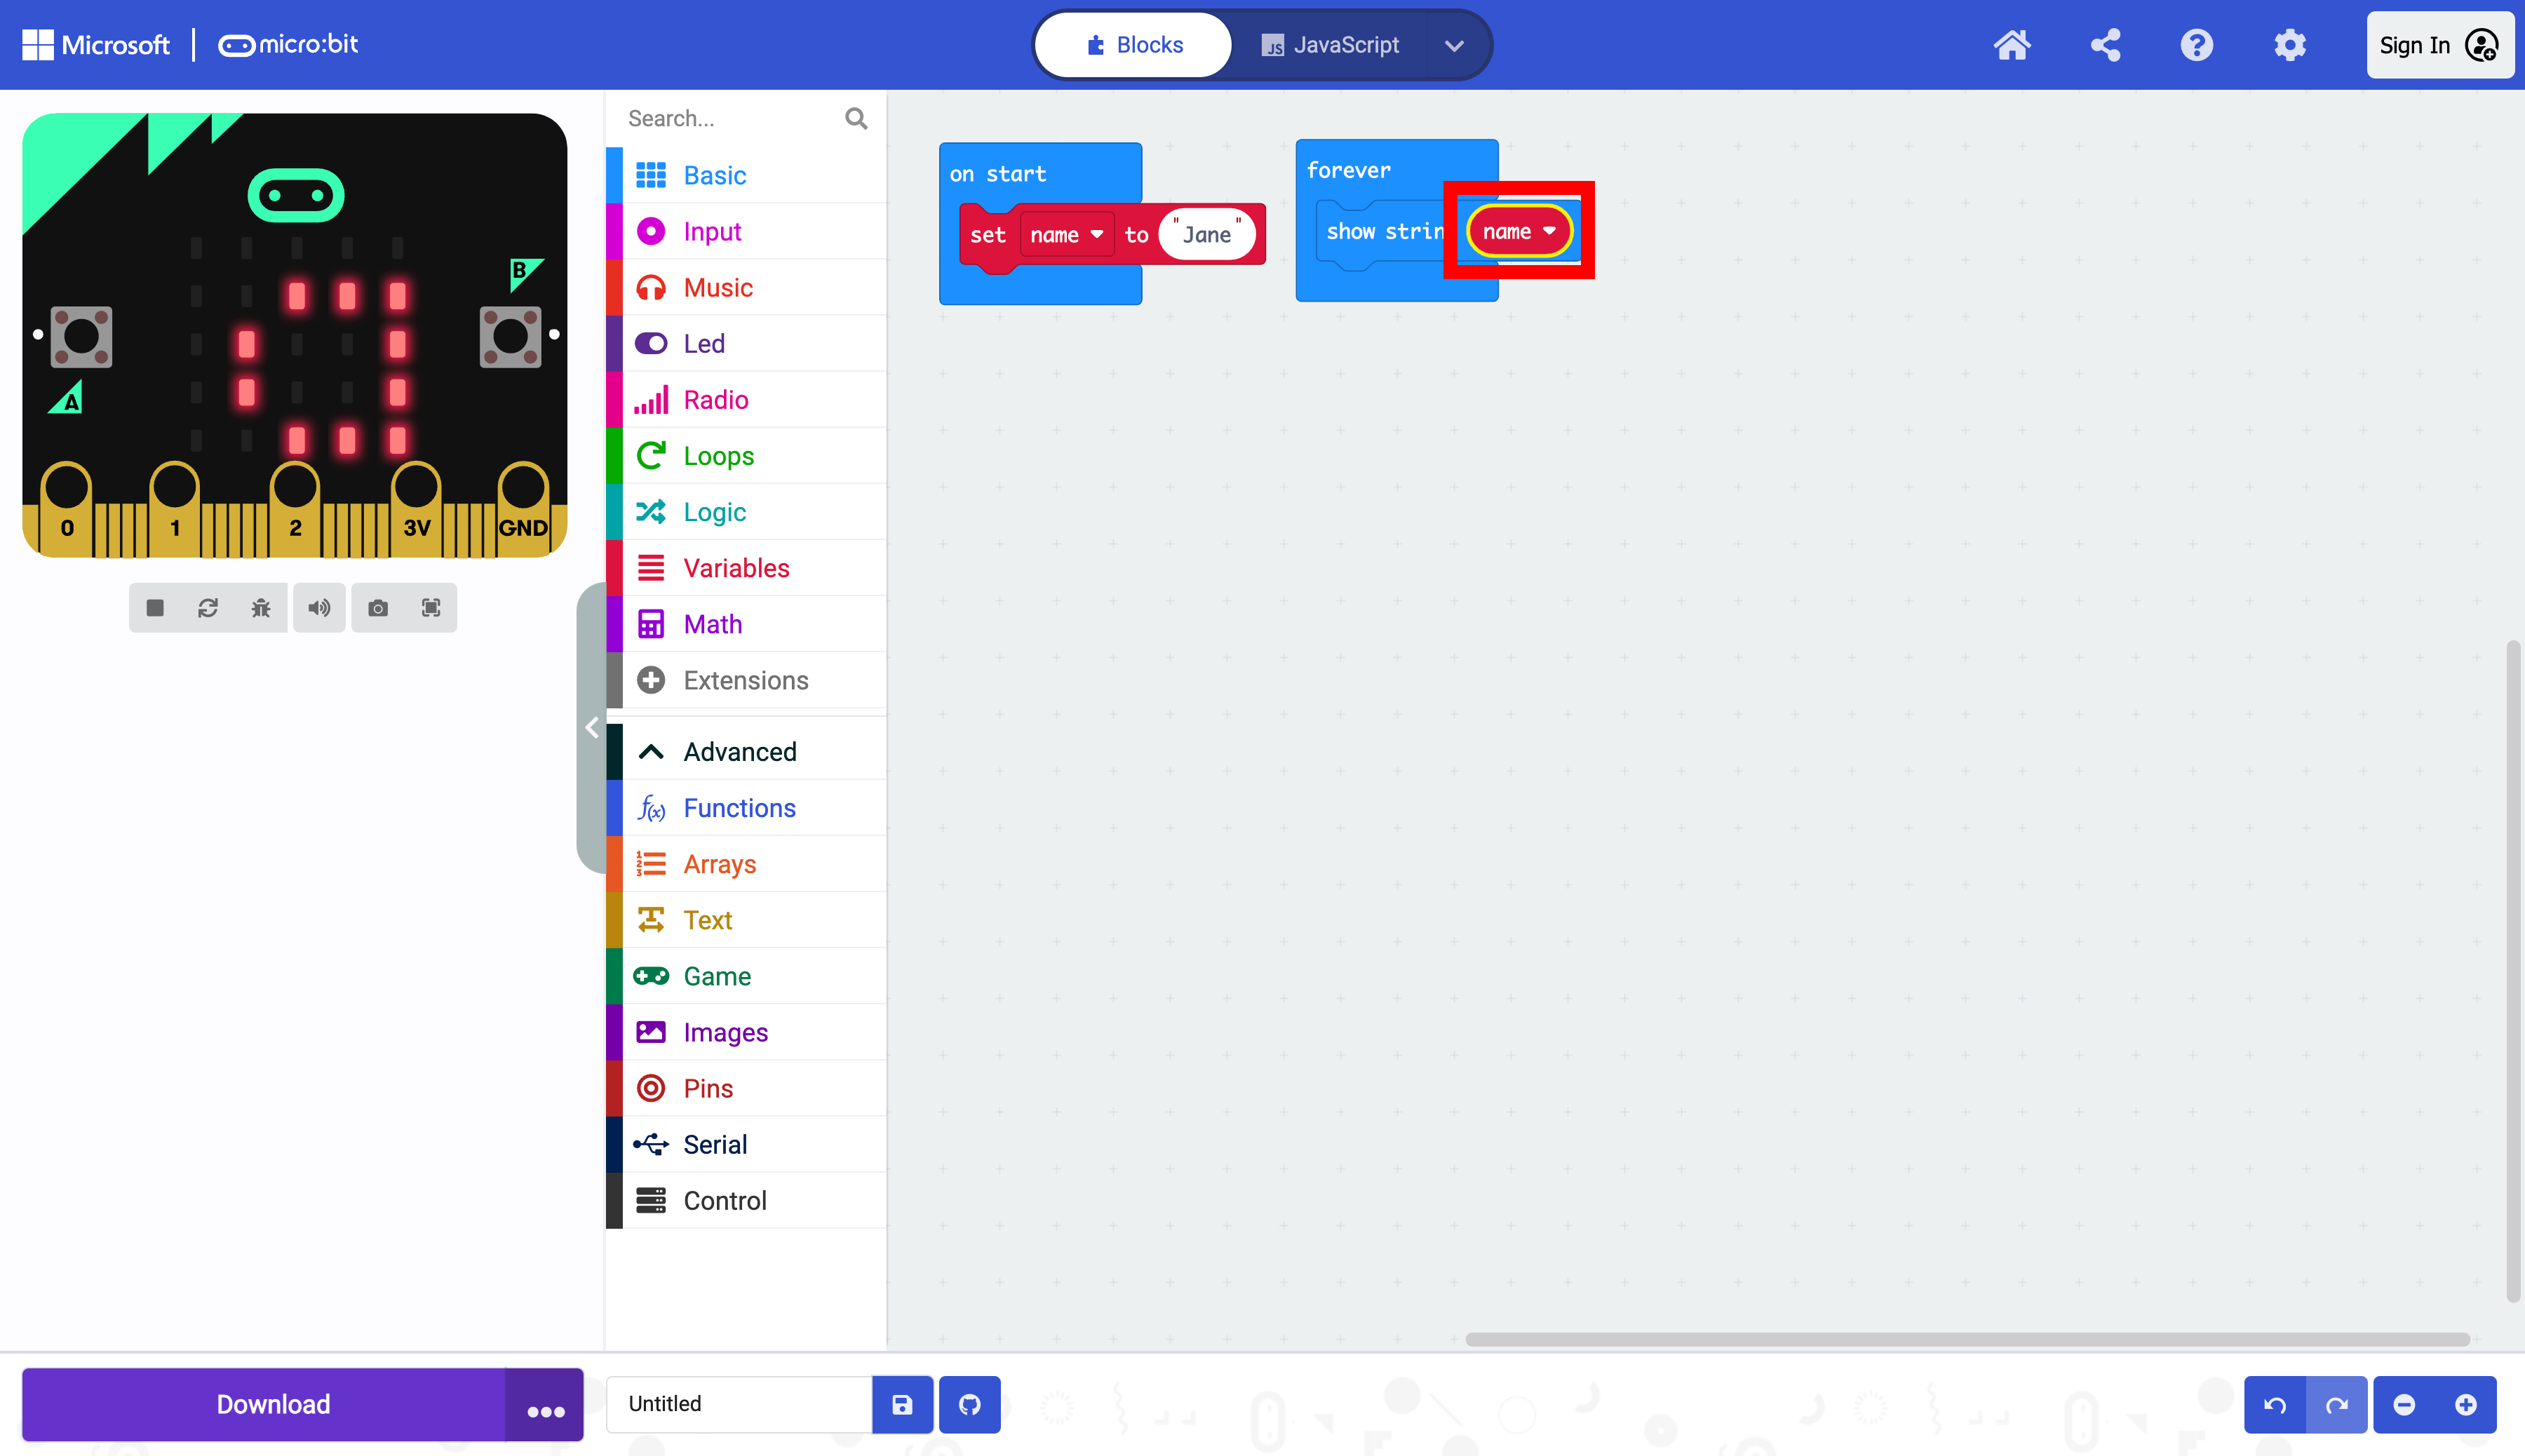 Microsoft | micro:bit
Blocks
JavaScript
Sign In
Search...
Basic
Input
Music
Led
Radio
Loops
Logic
Variables
Math
Extensions
Advanced
Functions
Arrays
Text
Game
Images
Pins
Serial
Control
on start
set name to "Jane"
forever
show strin name
B
A
0 1 2 3V GND
Download
Untitled